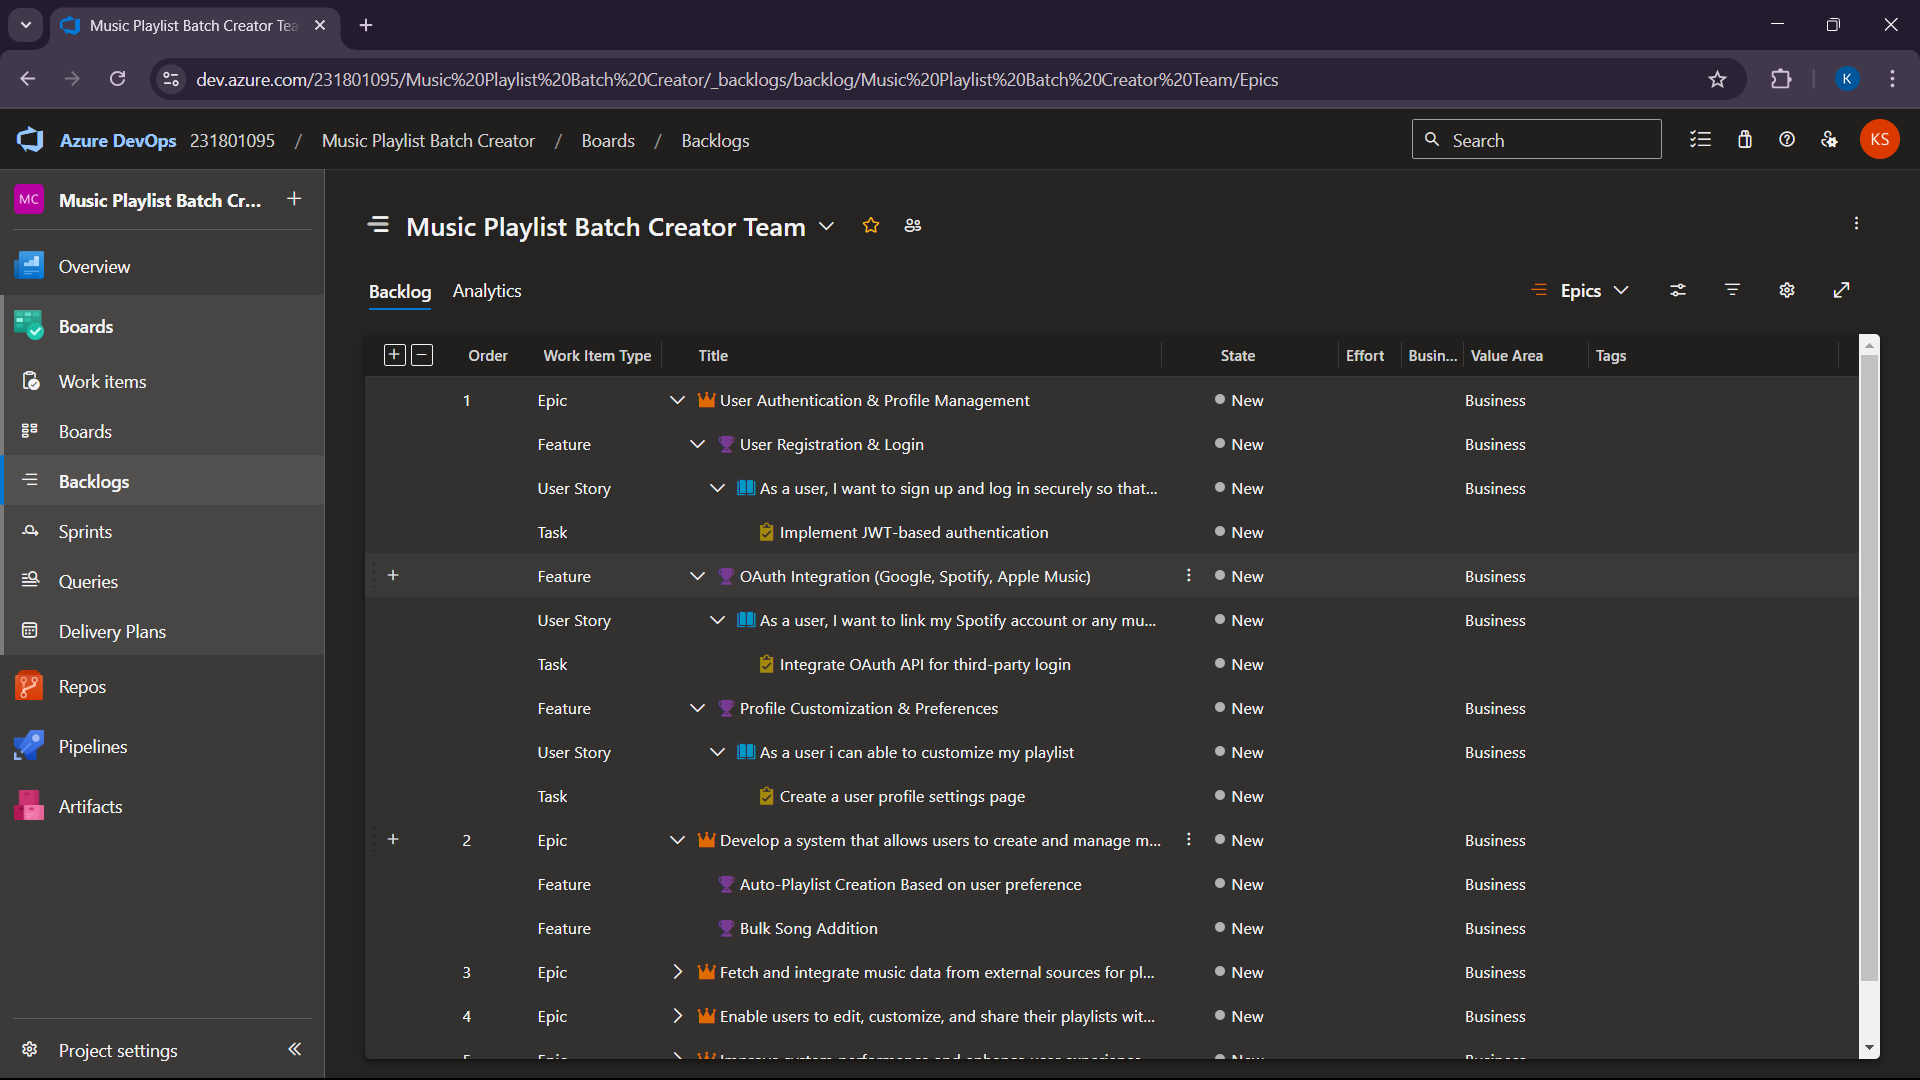 Music Playlist Batch Creator Tea
dev.azure.com/231801095/Music%20Playlist%20Batch%20Creator/_backlogs/backlog/Music%20Playlist%20Batch%20Creator%20Team/Epics
K
Azure DevOps 231801095 / Music Playlist Batch Creator / Boards / Backlogs
Search
KS
MC Music Playlist Batch Cr...
Overview
Boards
Work items
Boards
Backlogs
Sprints
Queries
Delivery Plans
Repos
Pipelines
Artifacts
Project settings
Music Playlist Batch Creator Team
Backlog Analytics
Epics
Order Work Item Type Title State Effort Busin... Value Area Tags
1 Epic User Authentication & Profile Management New Business
Feature User Registration & Login New Business
User Story As a user, I want to sign up and log in securely so that... New Business
Task Implement JWT-based authentication New
Feature OAuth Integration (Google, Spotify, Apple Music) New Business
User Story As a user, I want to link my Spotify account or any mu... New Business
Task Integrate OAuth API for third-party login New
Feature Profile Customization & Preferences New Business
User Story As a user i can able to customize my playlist New Business
Task Create a user profile settings page New
2 Epic Develop a system that allows users to create and manage m... New Business
Feature Auto-Playlist Creation Based on user preference New Business
Feature Bulk Song Addition New Business
3 Epic Fetch and integrate music data from external sources for pl... New Business
4 Epic Enable users to edit, customize, and share their playlists wit... New Business
5 Epic Improve system performance and enhance user experience New Business